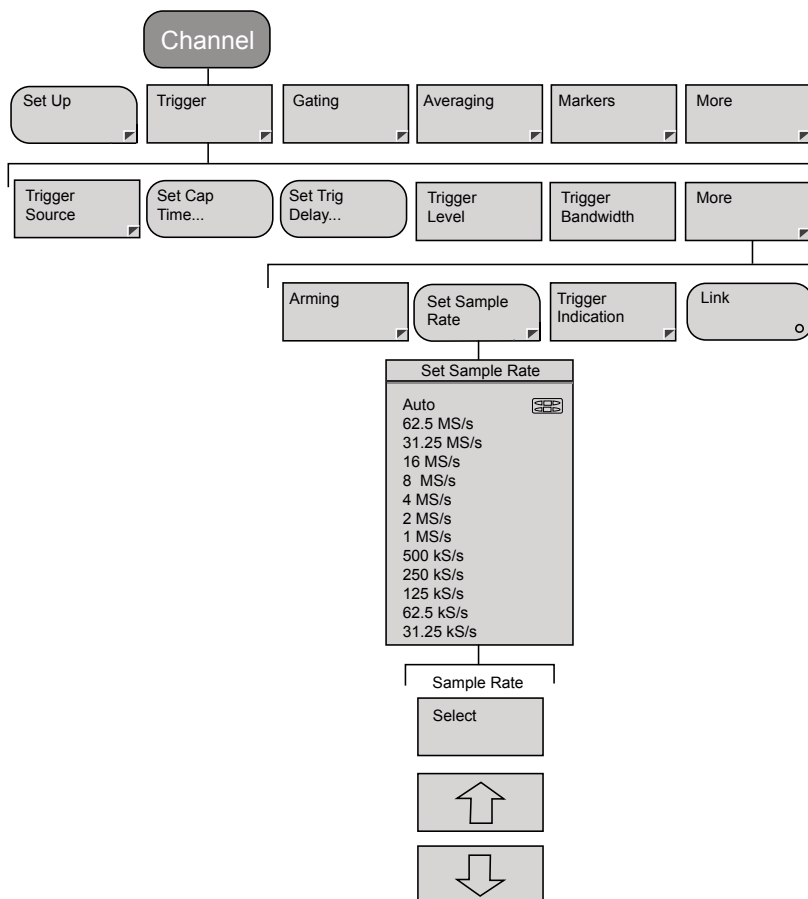 Channel
Set Up
Trigger
Gating
Averaging
Markers
More
Trigger
Source
Set Cap
Time...
Set Trig
Delay...
Trigger
Level
Trigger
Bandwidth
More
Arming
Set Sample
Rate
Trigger
Indication
Link
Set Sample Rate
Auto
62.5 MS/s
31.25 MS/s
16 MS/s
8 MS/s
4 MS/s
2 MS/s
1 MS/s
500 kS/s
250 kS/s
125 kS/s
62.5 kS/s
31.25 kS/s
Sample Rate
Select